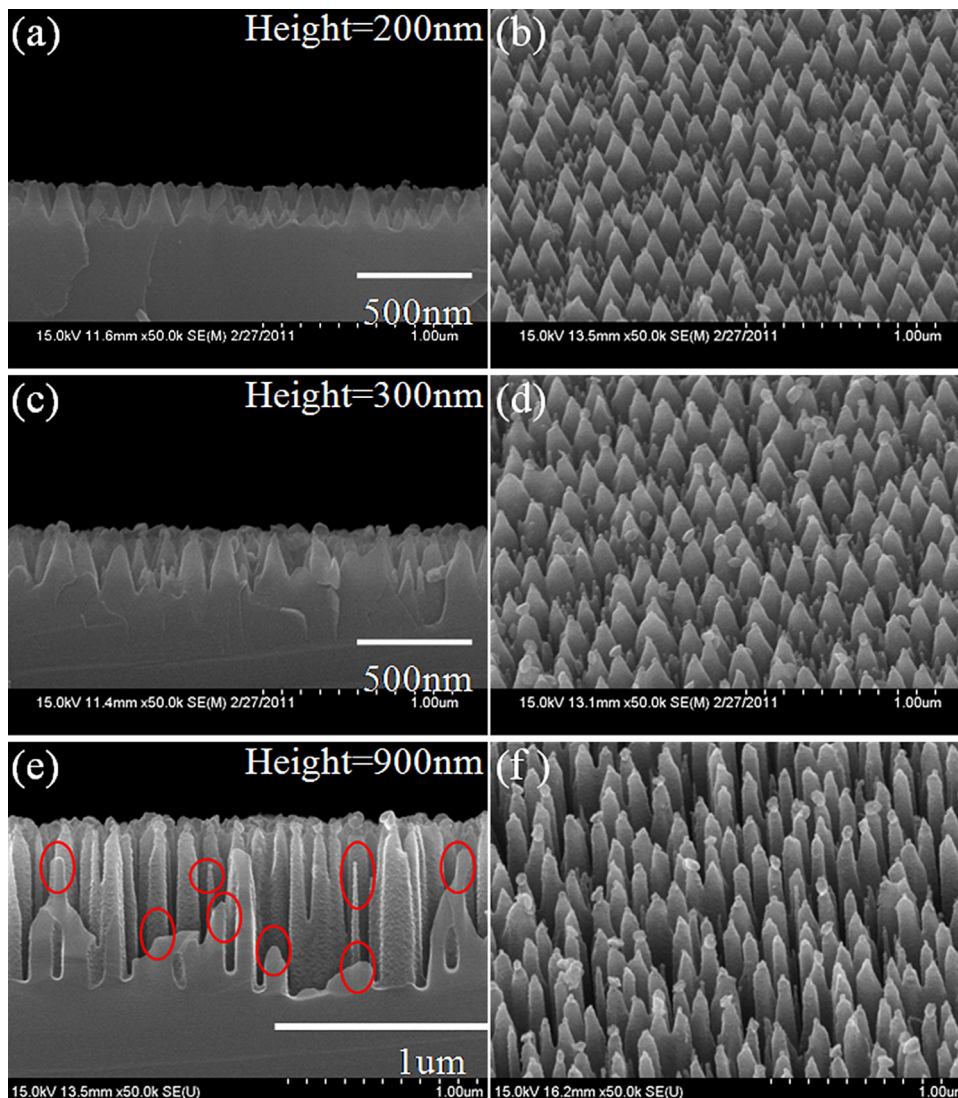 (a) Height=200nm
500nm
15.0kV 11.6mm x50.0k SE(M) 2/27/2011 1.00um
(b)
15.0kV 13.5mm x50.0k SE(M) 2/27/2011 1.00um
(c) Height=300nm
500nm
15.0kV 11.4mm x50.0k SE(M) 2/27/2011 1.00um
(d)
15.0kV 13.1mm x50.0k SE(M) 2/27/2011 1.00um
(e) Height=900nm
1um
15.0kV 13.5mm x50.0k SE(U) 1.00um
(f)
15.0kV 16.2mm x50.0k SE(U) 1.00um